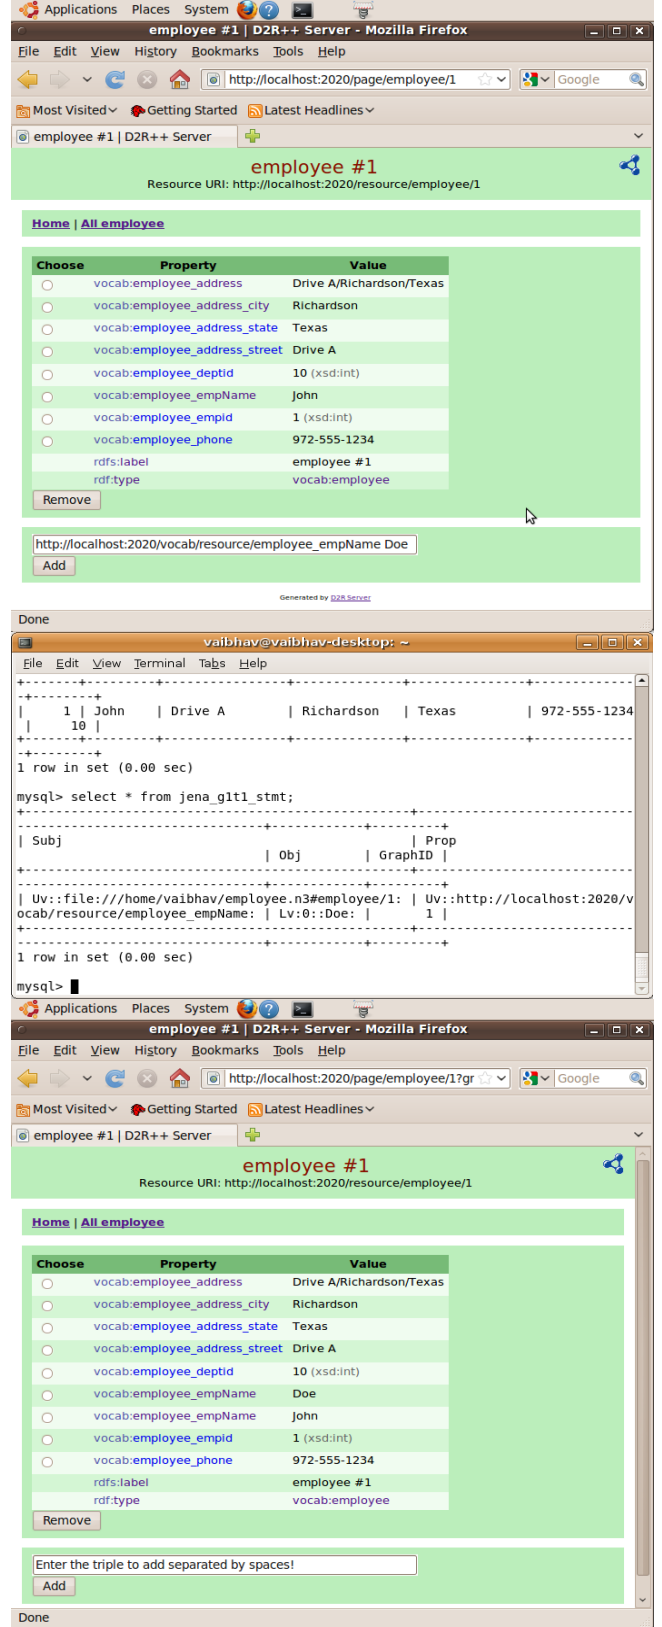 Applications Places System
employee #1 | D2R++ Server - Mozilla Firefox
File Edit View History Bookmarks Tools Help
http://localhost:2020/page/employee/1 Google
Most Visited Getting Started Latest Headlines
employee #1 | D2R++ Server
employee #1
Resource URI: http://localhost:2020/resource/employee/1
Home | All employee
Choose Property Value
vocab:employee_address Drive A/Richardson/Texas
vocab:employee_address_city Richardson
vocab:employee_address_state Texas
vocab:employee_address_street Drive A
vocab:employee_deptid 10 (xsd:int)
vocab:employee_empName John
vocab:employee_empid 1 (xsd:int)
vocab:employee_phone 972-555-1234
rdfs:label employee #1
rdf:type vocab:employee
Remove
http://localhost:2020/vocab/resource/employee_empName Doe
Add
Generated by D2R Server
Done
vaibhav@vaibhav-desktop: ~
File Edit View Terminal Tabs Help
+-------+--------+-----------------+---------------+----------------+--------------
-+--------+
| 1 | John | Drive A | Richardson | Texas | 972-555-1234
| 10 |
+-------+--------+-----------------+---------------+----------------+--------------
-+--------+
1 row in set (0.00 sec)
mysql> select * from jena_g1t1_stmt;
+----------------------------------------------------+-----------------------------
---------------------------------+------------+---------+
| Subj | Prop
| Obj | GraphID |
+----------------------------------------------------+-----------------------------
---------------------------------+------------+---------+
| Uv::file:///home/vaibhav/employee.n3#employee/1: | Uv::http://localhost:2020/v
ocab/resource/employee_empName: | Lv:0::Doe: | 1 |
+----------------------------------------------------+-----------------------------
---------------------------------+------------+---------+
1 row in set (0.00 sec)
mysql>
Applications Places System
employee #1 | D2R++ Server - Mozilla Firefox
File Edit View History Bookmarks Tools Help
http://localhost:2020/page/employee/1?gr Google
Most Visited Getting Started Latest Headlines
employee #1 | D2R++ Server
employee #1
Resource URI: http://localhost:2020/resource/employee/1
Home | All employee
Choose Property Value
vocab:employee_address Drive A/Richardson/Texas
vocab:employee_address_city Richardson
vocab:employee_address_state Texas
vocab:employee_address_street Drive A
vocab:employee_deptid 10 (xsd:int)
vocab:employee_empName Doe
vocab:employee_empName John
vocab:employee_empid 1 (xsd:int)
vocab:employee_phone 972-555-1234
rdfs:label employee #1
rdf:type vocab:employee
Remove
Enter the triple to add separated by spaces!
Add
Done